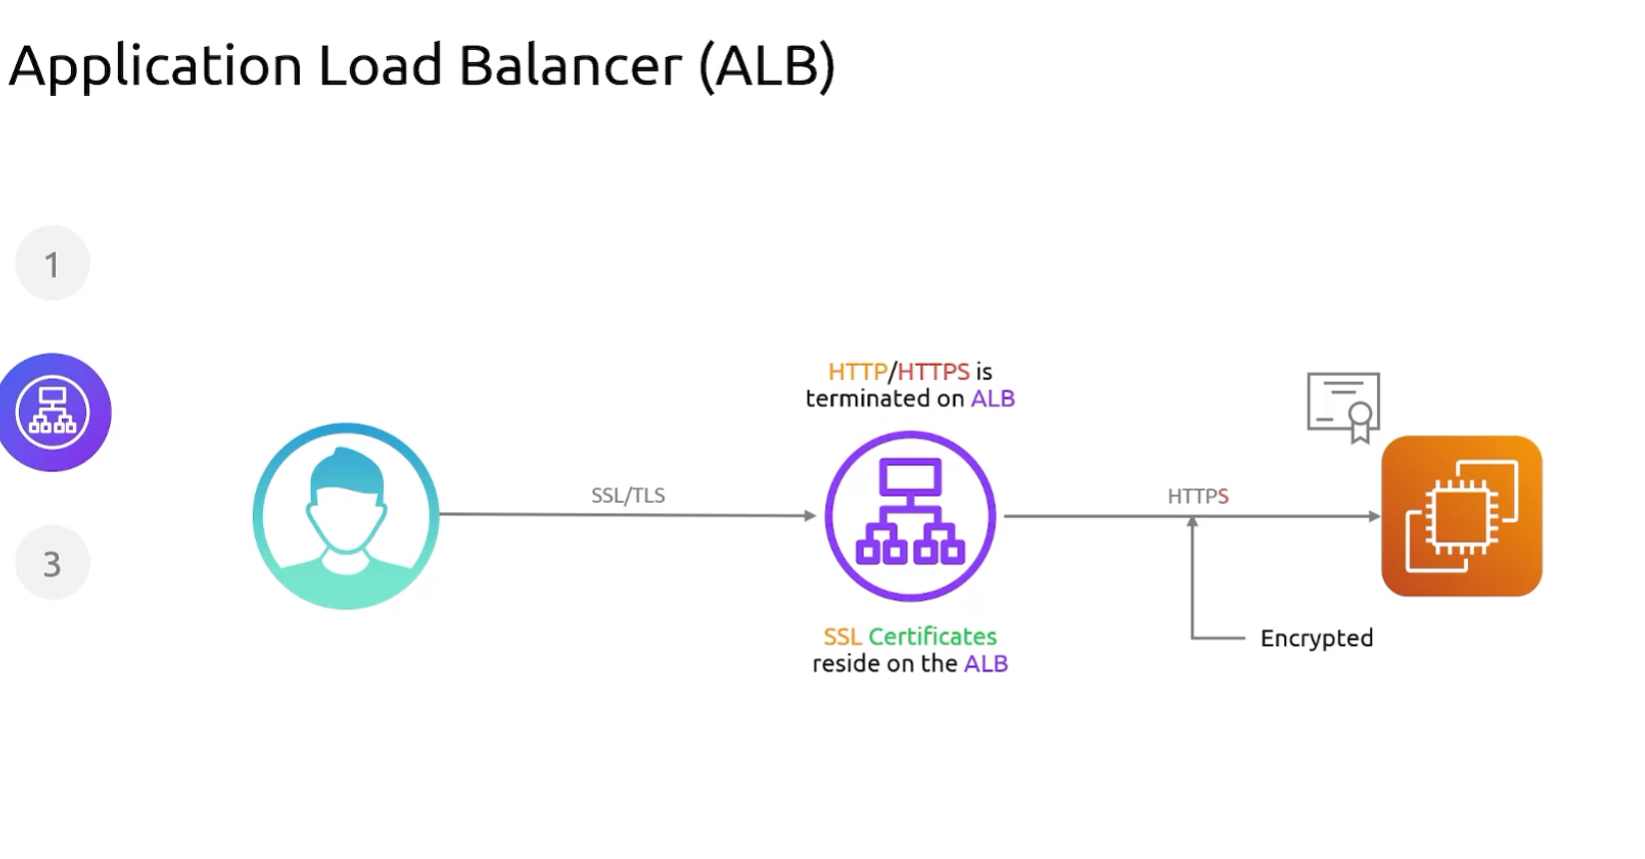 Application Load Balancer (ALB)
1
3
HTTP/HTTPS is
terminated on ALB
SSL/TLS
HTTPS
SSL Certificates
reside on the ALB
Encrypted